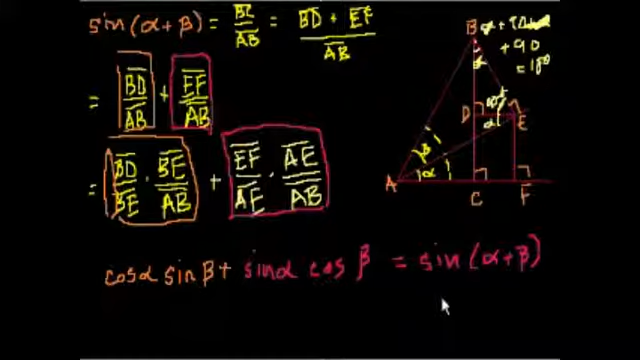 sin(α+β) = BC/AB = BD + EF / AB
= BD/AB + EF/AB
= BD/BE · BE/AB + EF/AE · AE/AB
cosα sinβ + sinα cosβ = sin(α+β)
B
+90
=180
D
E
α
β
α
A
C
F